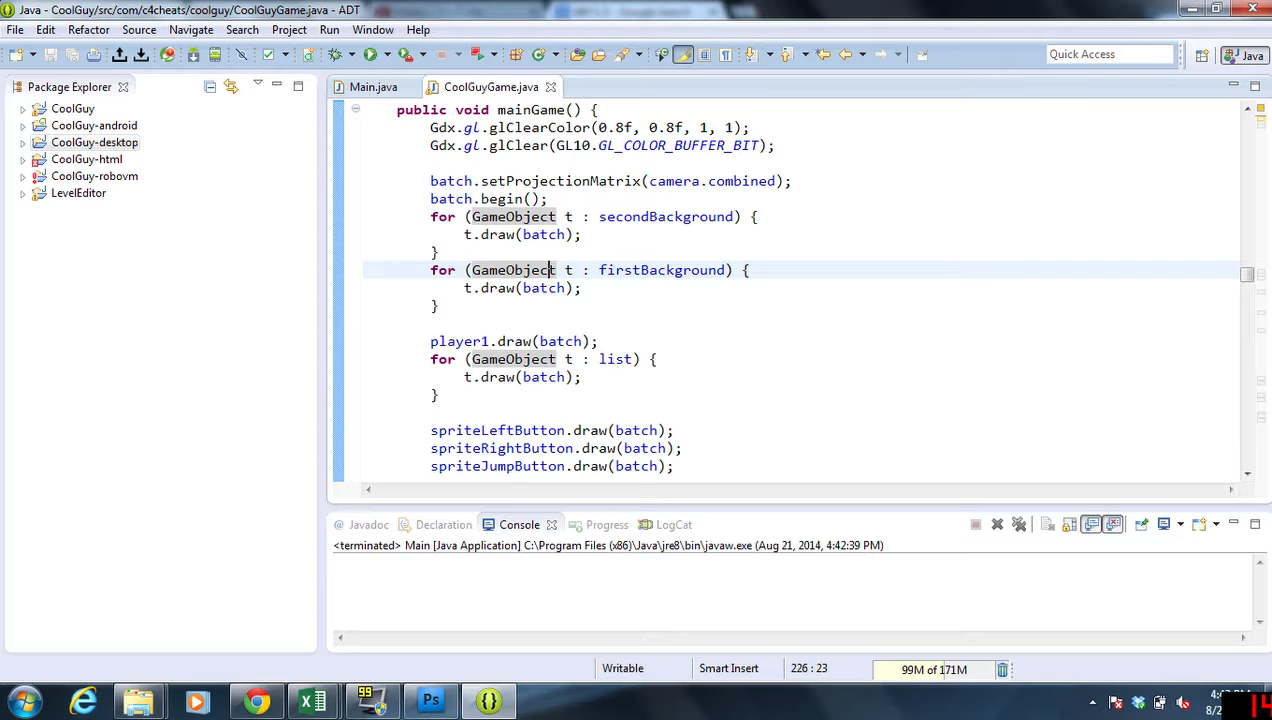 Java - CoolGuy/src/com/c4cheats/coolguy/CoolGuyGame.java - ADT
File Edit Refactor Source Navigate Search Project Run Window Help
Quick Access
Java
Package Explorer
Main.java
CoolGuyGame.java
CoolGuy
CoolGuy-android
CoolGuy-desktop
CoolGuy-html
CoolGuy-robovm
LevelEditor
public void mainGame() {
Gdx.gl.glClearColor(0.8f, 0.8f, 1, 1);
Gdx.gl.glClear(GL10.GL_COLOR_BUFFER_BIT);
batch.setProjectionMatrix(camera.combined);
batch.begin();
for (GameObject t : secondBackground) {
t.draw(batch);
}
for (GameObject t : firstBackground) {
t.draw(batch);
}
player1.draw(batch);
for (GameObject t : list) {
t.draw(batch);
}
spriteLeftButton.draw(batch);
spriteRightButton.draw(batch);
spriteJumpButton.draw(batch);
@ Javadoc
Declaration
Console
Progress
LogCat
<terminated> Main [Java Application] C:\Program Files (x86)\Java\jre8\bin\javaw.exe (Aug 21, 2014, 4:42:39 PM)
Writable
Smart Insert
226 : 23
99M of 171M
99
Ps
{}
14